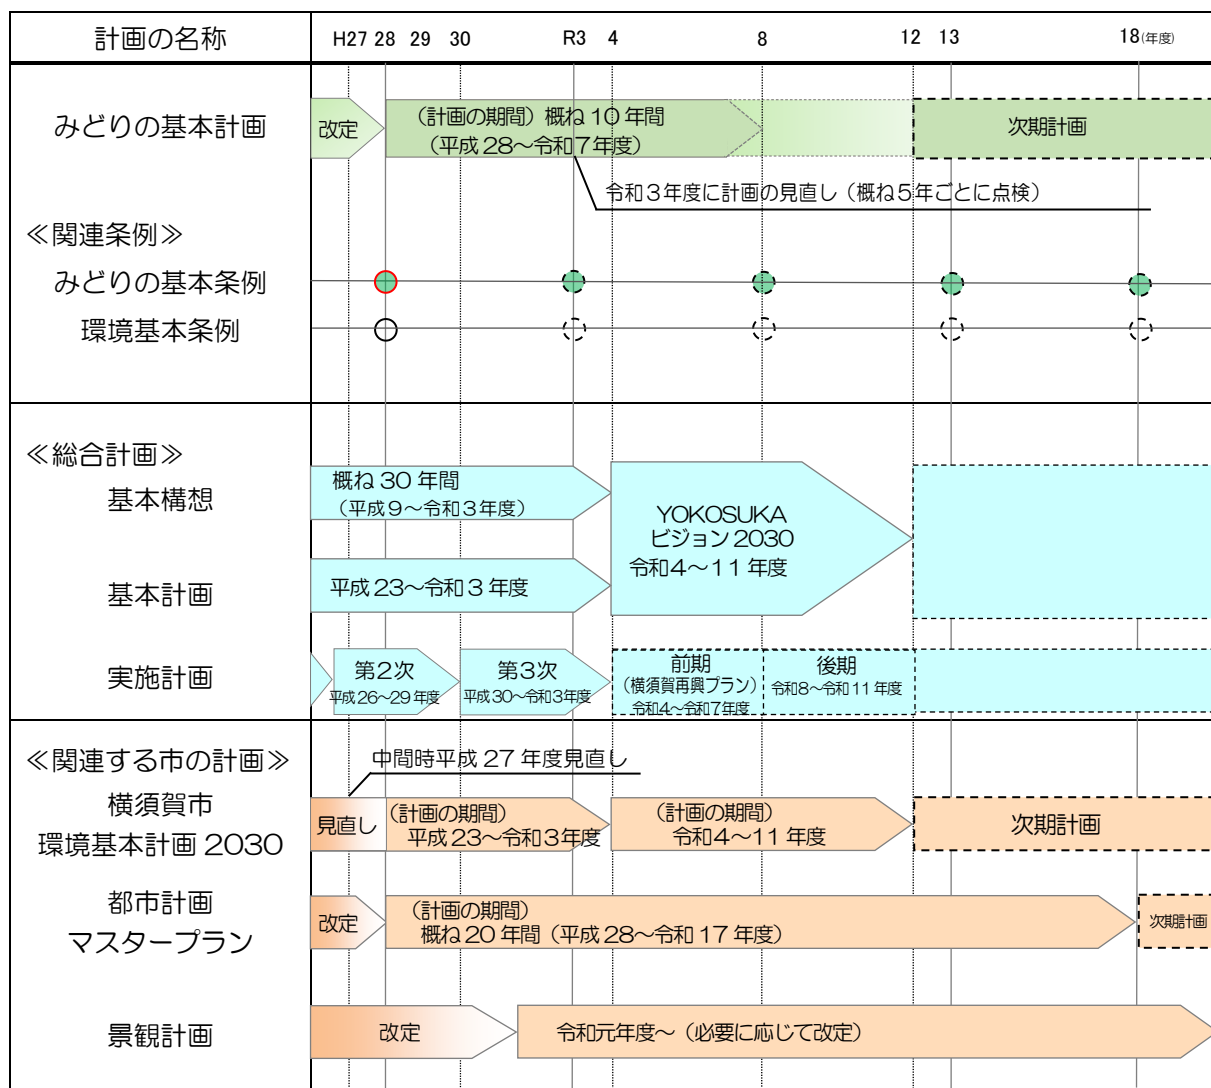 計画の名称
H27 28 29 30 R3 4 8 12 13 18(年度)
みどりの基本計画
改定
(計画の期間) 概ね10年間
(平成28〜令和7年度)
次期計画
令和3年度に計画の見直し(概ね5年ごとに点検)
≪関連条例≫
みどりの基本条例
環境基本条例
≪総合計画≫
基本構想
概ね30年間
(平成9〜令和3年度)
YOKOSUKA
ビジョン2030
令和4〜11年度
基本計画
平成23〜令和3年度
実施計画
第2次
平成26〜29年度
第3次
平成30〜令和3年度
前期
(横須賀再興プラン)
令和4〜令和7年度
後期
令和8〜令和11年度
≪関連する市の計画≫
中間時平成27年度見直し
横須賀市
環境基本計画2030
見直し
(計画の期間)
平成23〜令和3年度
(計画の期間)
令和4〜11年度
次期計画
都市計画
マスタープラン
改定
(計画の期間)
概ね20年間(平成28〜令和17年度)
次期計画
景観計画
改定
令和元年度〜(必要に応じて改定)